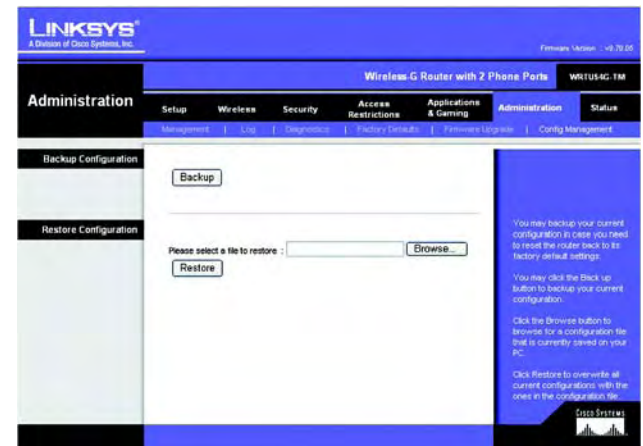 LINKSYS®
A Division of Cisco Systems, Inc.
Firmware Version : v0.70.05
Wireless-G Router with 2 Phone Ports WRTU54G-TM
Administration
Setup Wireless Security Access Restrictions Applications & Gaming Administration Status
Management | Log | Diagnostics | Factory Defaults | Firmware Upgrade | Config Management
Backup Configuration
Backup
Restore Configuration
Please select a file to restore :
Browse...
Restore
You may backup your current
configuration in case you need
to reset the router back to its
factory default settings.
You may click the Back up
button to backup your current
configuration.
Click the Browse button to
browse for a configuration file
that is currently saved on your
PC.
Click Restore to overwrite all
current configurations with the
ones in the configuration file.
CISCO SYSTEMS